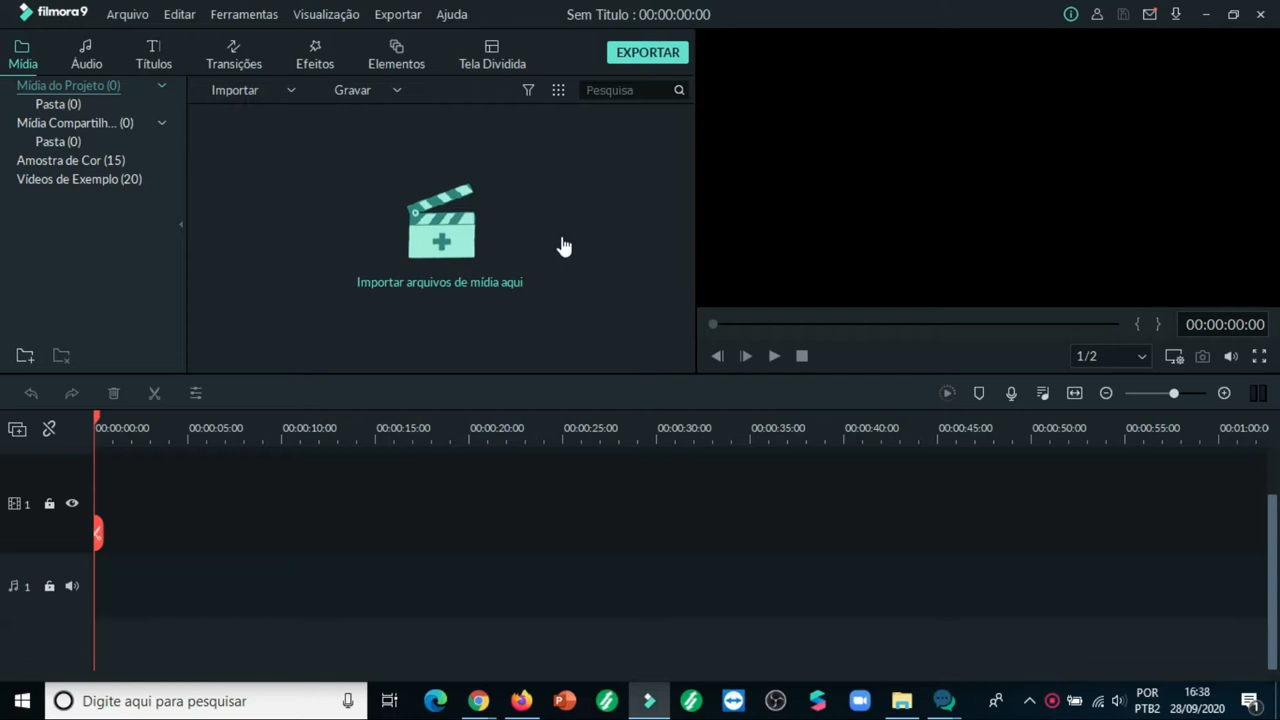 filmora9 Arquivo Editar Ferramentas Visualização Exportar Ajuda Sem Titulo : 00:00:00:00
Mídia Áudio Títulos Transições Efeitos Elementos Tela Dividida EXPORTAR
Mídia do Projeto (0)
Pasta (0)
Mídia Compartilh... (0)
Pasta (0)
Amostra de Cor (15)
Vídeos de Exemplo (20)
Importar Gravar Pesquisa
Importar arquivos de mídia aqui
{ } 00:00:00:00
1/2
00:00:00:00 00:00:05:00 00:00:10:00 00:00:15:00 00:00:20:00 00:00:25:00 00:00:30:00 00:00:35:00 00:00:40:00 00:00:45:00 00:00:50:00 00:00:55:00 00:01:00:0
1
1
Digite aqui para pesquisar
POR
PTB2
16:38
28/09/2020
1